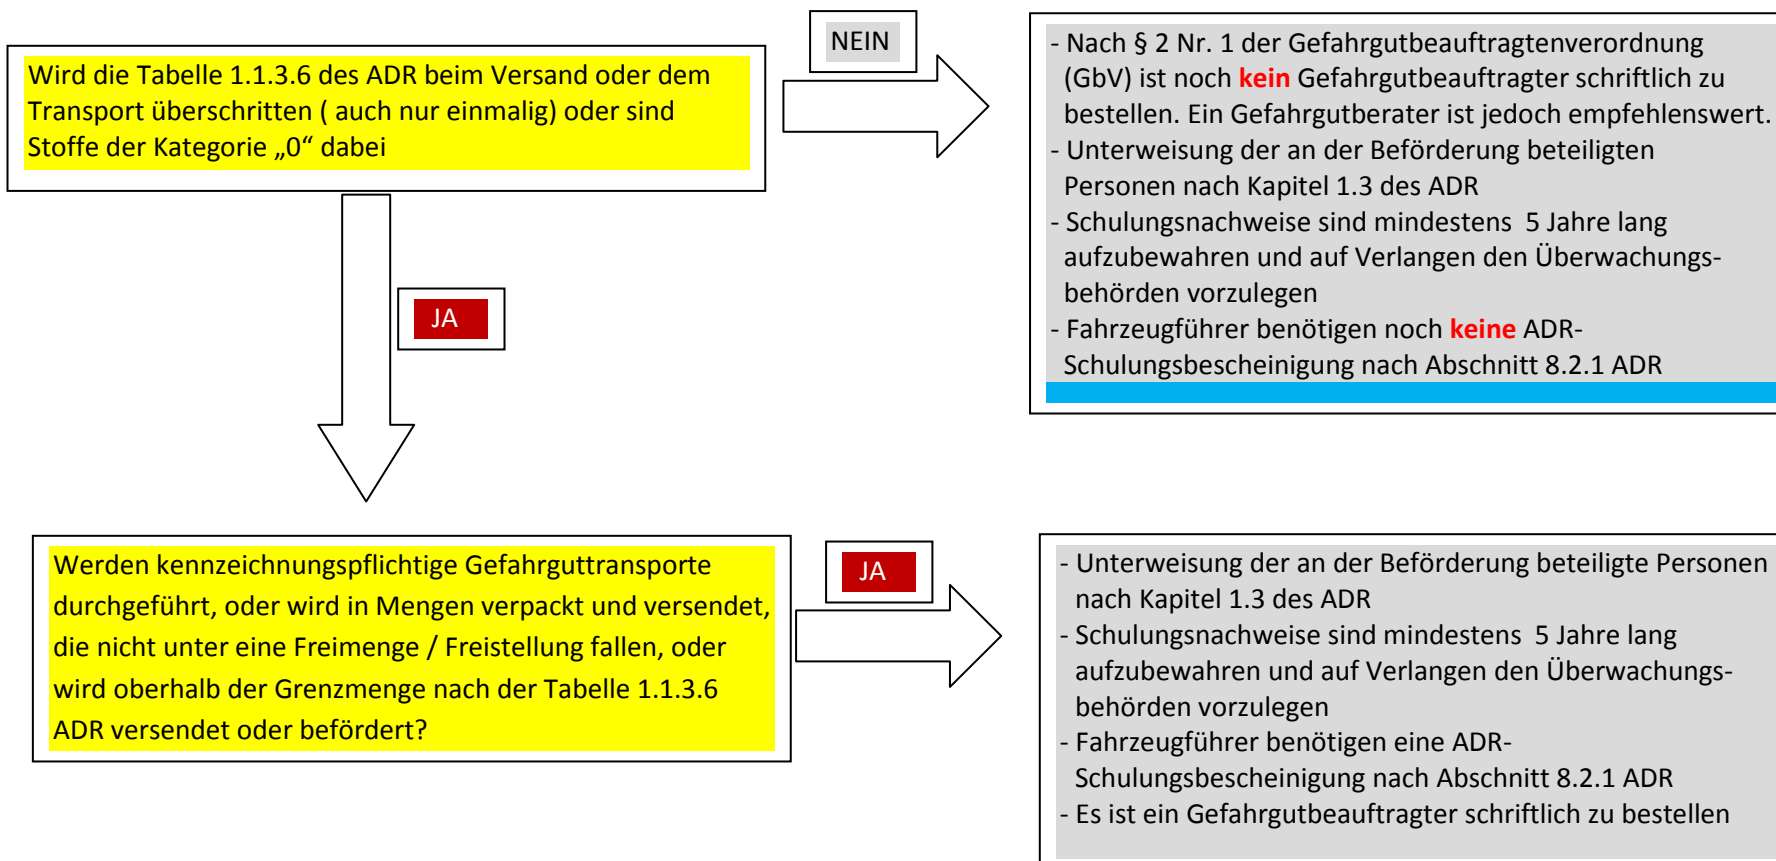 Wird die Tabelle 1.1.3.6 des ADR beim Versand oder dem
Transport überschritten ( auch nur einmalig) oder sind
Stoffe der Kategorie „0“ dabei
NEIN
- Nach § 2 Nr. 1 der Gefahrgutbeauftragtenverordnung
(GbV) ist noch kein Gefahrgutbeauftragter schriftlich zu
bestellen. Ein Gefahrgutberater ist jedoch empfehlenswert.
- Unterweisung der an der Beförderung beteiligten
Personen nach Kapitel 1.3 des ADR
- Schulungsnachweise sind mindestens  5 Jahre lang
aufzubewahren und auf Verlangen den Überwachungs-
behörden vorzulegen
- Fahrzeugführer benötigen noch keine ADR-
Schulungsbescheinigung nach Abschnitt 8.2.1 ADR
JA
Werden kennzeichnungspflichtige Gefahrguttransporte
durchgeführt, oder wird in Mengen verpackt und versendet,
die nicht unter eine Freimenge / Freistellung fallen, oder
wird oberhalb der Grenzmenge nach der Tabelle 1.1.3.6
ADR versendet oder befördert?
JA
- Unterweisung der an der Beförderung beteiligte Personen
nach Kapitel 1.3 des ADR
- Schulungsnachweise sind mindestens  5 Jahre lang
aufzubewahren und auf Verlangen den Überwachungs-
behörden vorzulegen
- Fahrzeugführer benötigen eine ADR-
Schulungsbescheinigung nach Abschnitt 8.2.1 ADR
- Es ist ein Gefahrgutbeauftragter schriftlich zu bestellen